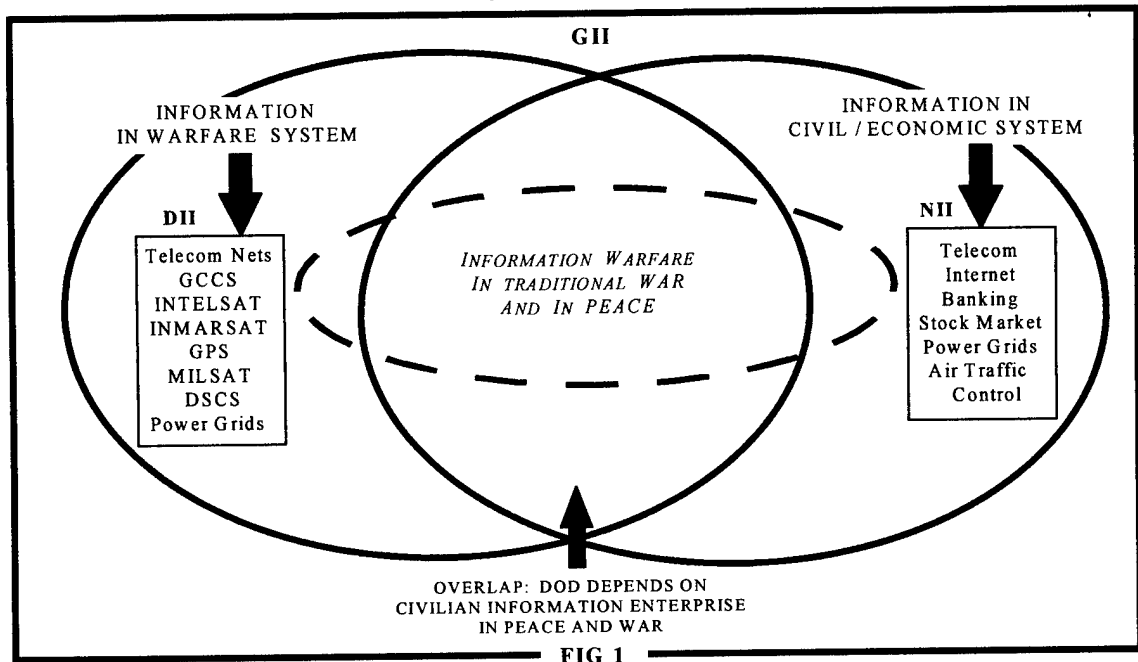 GII
INFORMATION
IN WARFARE SYSTEM
INFORMATION IN
CIVIL / ECONOMIC SYSTEM
DII
Telecom Nets
GCCS
INTELSAT
INMARSAT
GPS
MILSAT
DSCS
Power Grids
INFORMATION WARFARE
IN TRADITIONAL WAR
AND IN PEACE
NII
Telecom
Internet
Banking
Stock Market
Power Grids
Air Traffic
Control
OVERLAP: DOD DEPENDS ON
CIVILIAN INFORMATION ENTERPRISE
IN PEACE AND WAR
FIG 1